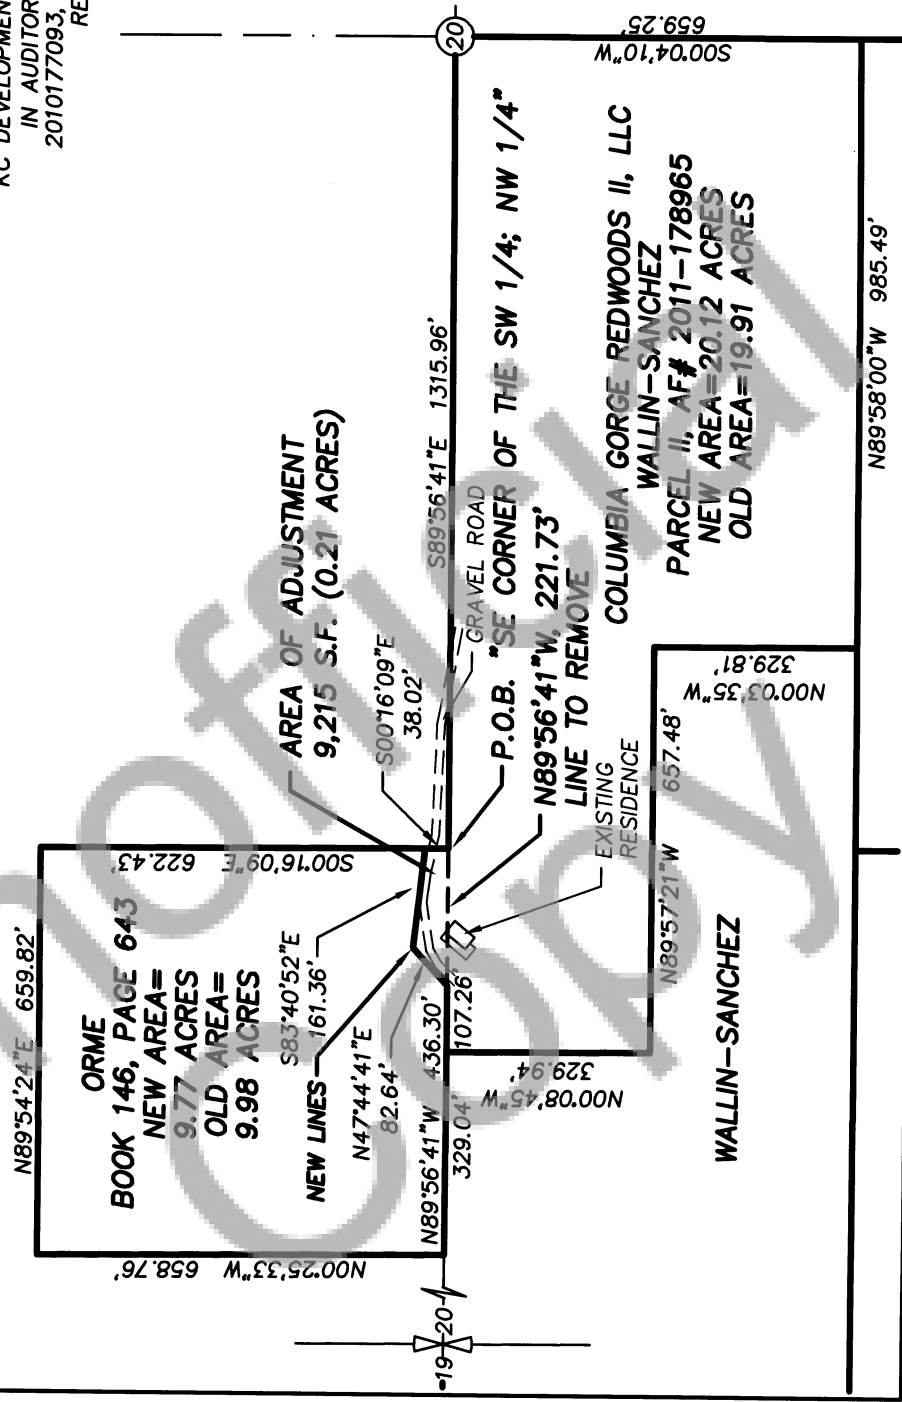 KC DEVELOPMEN
IN AUDITOR
2010177093,
RE
20
S00°04'10"W
659.25'
N89°54'24"E 659.82'
ORME
BOOK 146, PAGE 643
NEW AREA=
9.77 ACRES
OLD AREA=
9.98 ACRES
S00°16'09"E 622.43'
N00°25'33"W 658.76'
S83°40'52"E
161.36'
NEW LINES
N47°44'41"E
82.64'
N89°56'41"W 436.30'
329.04' 107.26'
AREA OF ADJUSTMENT
9,215 S.F. (0.21 ACRES)
S00°16'09"E
38.02'
S89°56'41"E 1315.96'
GRAVEL ROAD
P.O.B. "SE CORNER OF THE SW 1/4; NW 1/4"
N89°56'41"W, 221.73'
LINE TO REMOVE
EXISTING
RESIDENCE
COLUMBIA GORGE REDWOODS II, LLC
WALLIN-SANCHEZ
PARCEL II, AF# 2011-178965
NEW AREA=20.12 ACRES
OLD AREA=19.91 ACRES
N00°08'45"W
329.94'
N89°57'21"W 657.48'
N00°03'35"W
329.81'
N89°58'00"W 985.49'
WALLIN-SANCHEZ
19 20
nofficial
Copy